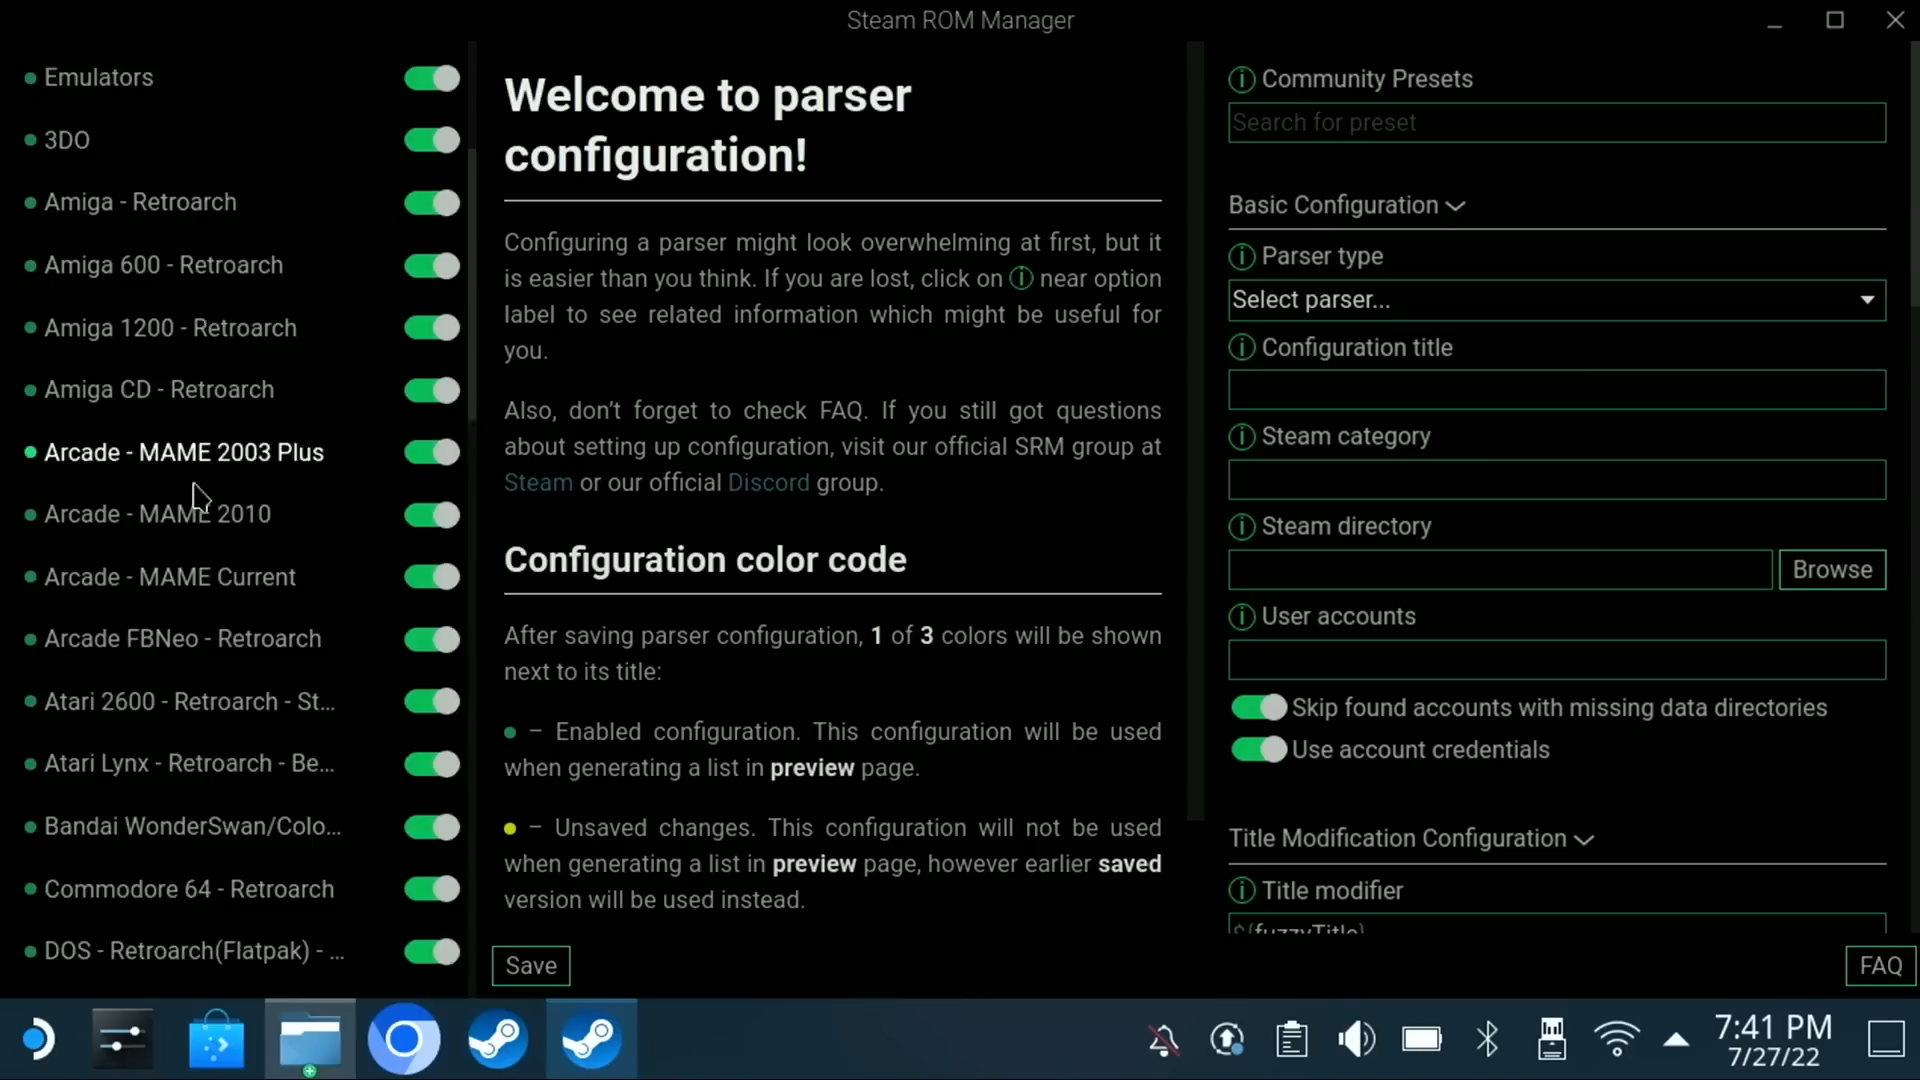 Steam ROM Manager
Emulators
3DO
Amiga - Retroarch
Amiga 600 - Retroarch
Amiga 1200 - Retroarch
Amiga CD - Retroarch
Arcade - MAME 2003 Plus
Arcade - MAME 2010
Arcade - MAME Current
Arcade FBNeo - Retroarch
Atari 2600 - Retroarch - St...
Atari Lynx - Retroarch - Be...
Bandai WonderSwan/Colo...
Commodore 64 - Retroarch
DOS - Retroarch(Flatpak) - ...
Welcome to parser
configuration!
Configuring a parser might look overwhelming at first, but it
is easier than you think. If you are lost, click on ⓘ near option
label to see related information which might be useful for
you.
Also, don't forget to check FAQ. If you still got questions
about setting up configuration, visit our official SRM group at
Steam or our official Discord group.
Configuration color code
After saving parser configuration, 1 of 3 colors will be shown
next to its title:
– Enabled configuration. This configuration will be used
when generating a list in preview page.
– Unsaved changes. This configuration will not be used
when generating a list in preview page, however earlier saved
version will be used instead.
Save
Community Presets
Search for preset
Basic Configuration
Parser type
Select parser...
Configuration title
Steam category
Steam directory
Browse
User accounts
Skip found accounts with missing data directories
Use account credentials
Title Modification Configuration
Title modifier
${fuzzyTitle}
FAQ
7:41 PM
7/27/22